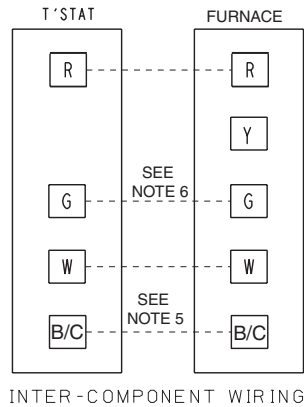 T'STAT FURNACE
R R
Y
SEE
NOTE 6
G G
W W
SEE
NOTE 5
B/C B/C
INTER-COMPONENT WIRING